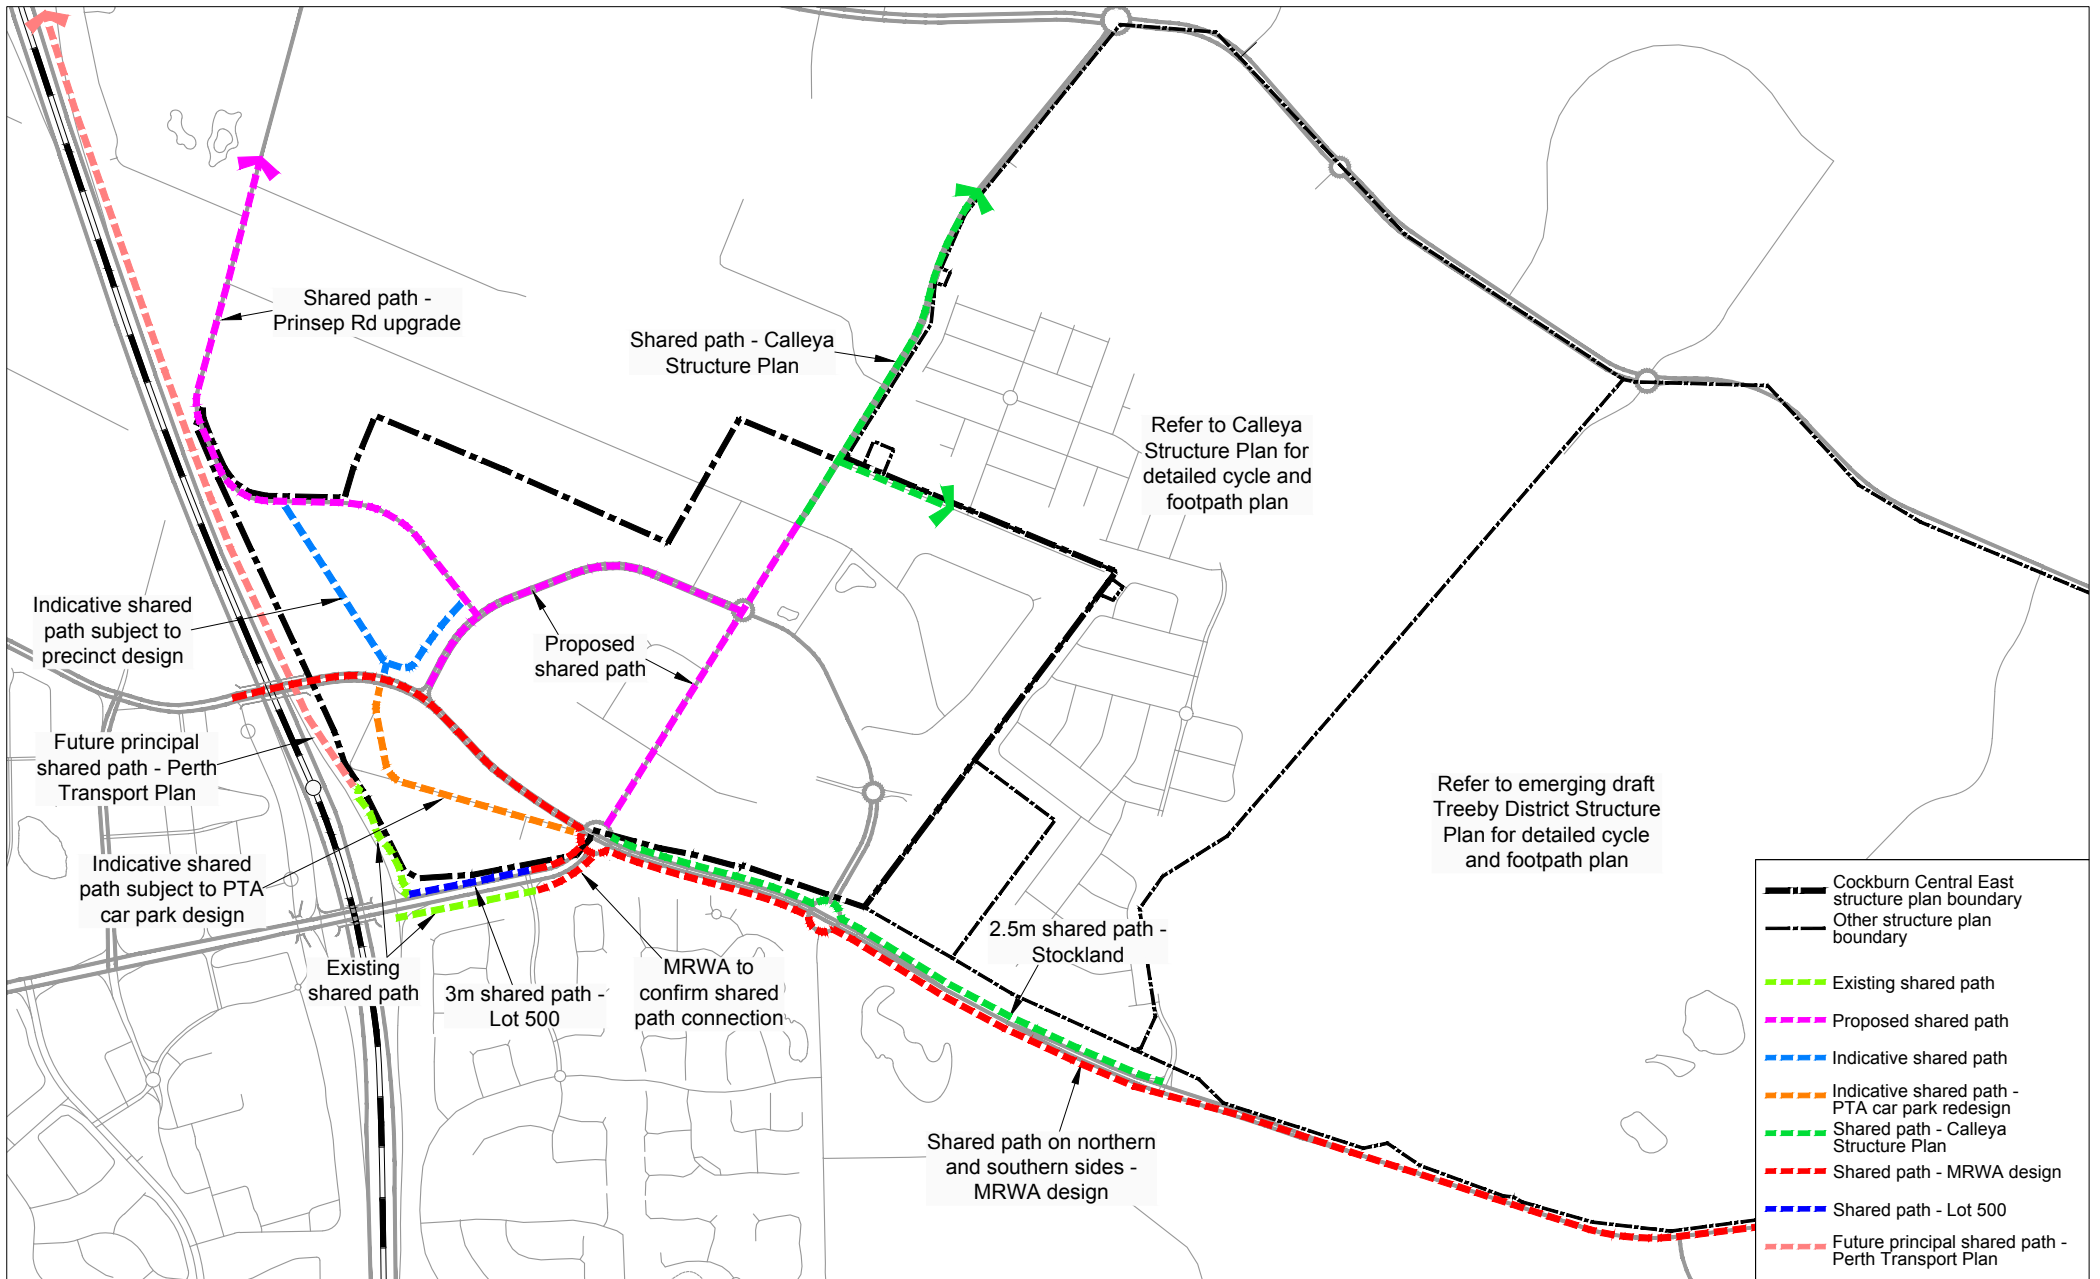 Shared path -
Prinsep Rd upgrade
Shared path - Calleya
Structure Plan
Refer to Calleya
Structure Plan for
detailed cycle and
footpath plan
Indicative shared
path subject to
precinct design
Proposed
shared path
Future principal
shared path - Perth
Transport Plan
Refer to emerging draft
Treeby District Structure
Plan for detailed cycle
and footpath plan
Indicative shared
path subject to PTA
car park design
Existing
shared path
3m shared path -
Lot 500
MRWA to
confirm shared
path connection
2.5m shared path -
Stockland
Shared path on northern
and southern sides -
MRWA design
Cockburn Central East
structure plan boundary
Other structure plan
boundary
Existing shared path
Proposed shared path
Indicative shared path
Indicative shared path -
PTA car park redesign
Shared path - Calleya
Structure Plan
Shared path - MRWA design
Shared path - Lot 500
Future principal shared path -
Perth Transport Plan